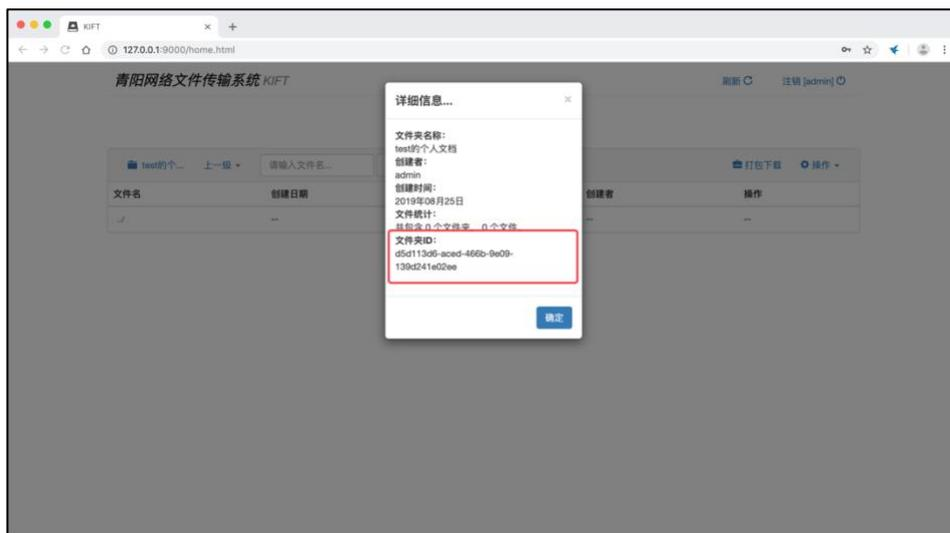 KIFT
127.0.0.1:9000/home.html
青阳网络文件传输系统 KIFT
刷新
注销 [admin]
详细信息...
×
文件夹名称：
test的个人文档
创建者：
admin
创建时间：
2019年08月25日
文件统计：
共包含 0 个文件夹， 0 个文件。
文件夹ID：
d5d113d6-aced-466b-9e09-
139d241e02ee
确定
test的个...
上一级
请输入文件名...
打包下载
操作
文件名
创建日期
创建者
操作
../
--
--
--